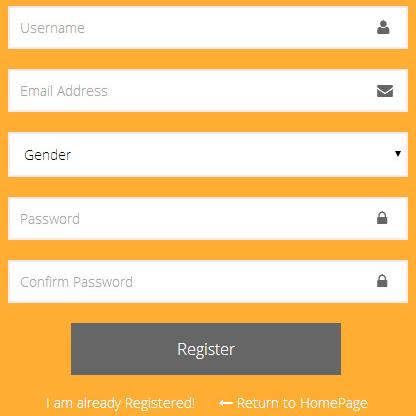 Username
Email Address
Gender
Password
Confirm Password
Register
I am already Registered! ← Return to HomePage